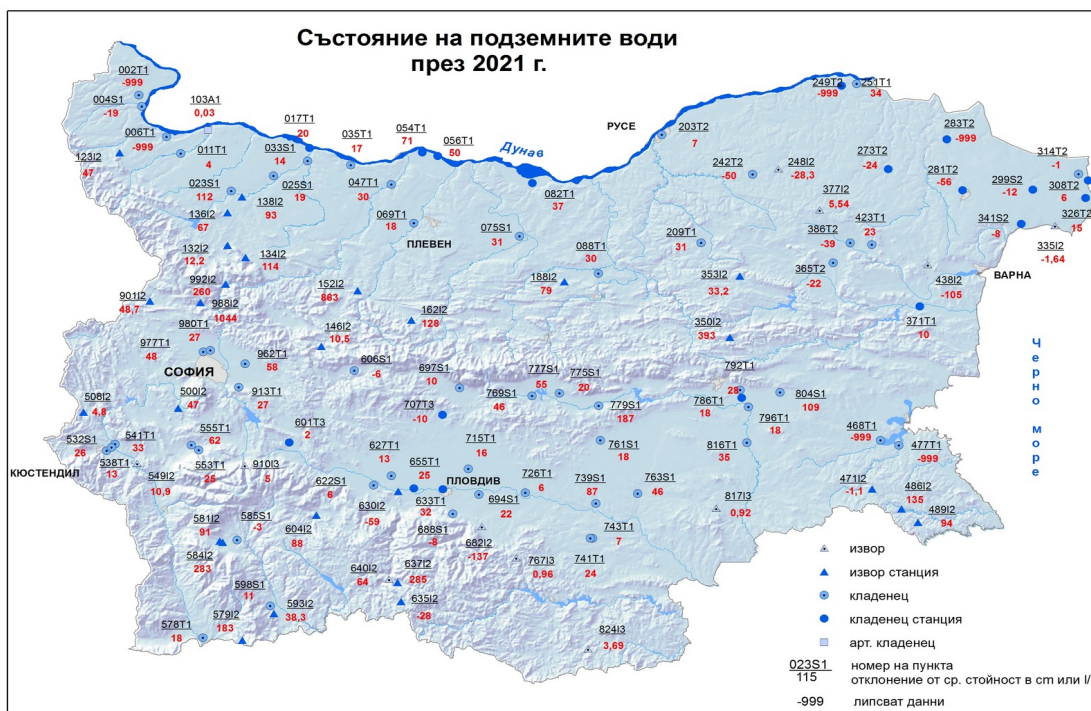 Състояние на подземните води
през 2021 г.
002T1
-999
004S1
-19
103A1
0,03
006T1
-999
011T1
4
123I2
47
017T1
20
033S1
14
035T1
17
054T1
71
056T1
50
Дунав
023S1
112
025S1
19
047T1
30
138I2
93
136I2
67
069T1
18
ПЛЕВЕН
075S1
31
082T1
37
132I2
12,2
134I2
114
992I2
260
988I2
1044
901I2
48,7
152I2
863
162I2
128
146I2
10,5
188I2
79
088T1
30
РУСЕ
203T2
7
209T1
31
242T2
-50
248I2
-28,3
249T2
-999
251T1
34
273T2
-24
283T2
-999
281T2
-56
299S2
-12
314T2
-1
308T2
6
326T2
15
335I2
-1,64
341S2
-8
377I2
5,54
386T2
-39
423T1
23
365T2
-22
353I2
33,2
350I2
393
438I2
-105
ВАРНА
371T1
10
Черно море
980T1
27
977T1
48
СОФИЯ
962T1
58
913T1
27
500I2
47
508I2
4,8
532S1
26
541T1
33
КЮСТЕНДИЛ
538T1
13
549I2
10,9
555T1
62
553T1
25
910I3
5
601T3
2
606S1
-6
697S1
10
707T3
-10
769S1
46
777S1
55
775S1
20
779S1
187
761S1
18
792T1
28
786T1
18
796T1
18
804S1
109
816T1
35
468T1
-999
477T1
-999
471I2
-1,1
486I2
135
489I2
94
817I3
0,92
763S1
46
739S1
87
743T1
7
741T1
24
726T1
6
715T1
16
694S1
22
ПЛОВДИВ
655T1
25
627T1
13
622S1
6
630I2
-59
633T1
32
688S1
-8
682I2
-137
767I3
0,96
824I3
3,69
604I2
88
585S1
-3
581I2
91
584I2
283
598S1
11
593I2
38,3
579I2
183
578T1
18
640I2
64
637I2
285
635I2
-28
извор
извор станция
кладенец
кладенец станция
арт. кладенец
023S1 номер на пункта
115 отклонение от ср. стойност в cm или l/
-999 липсват данни